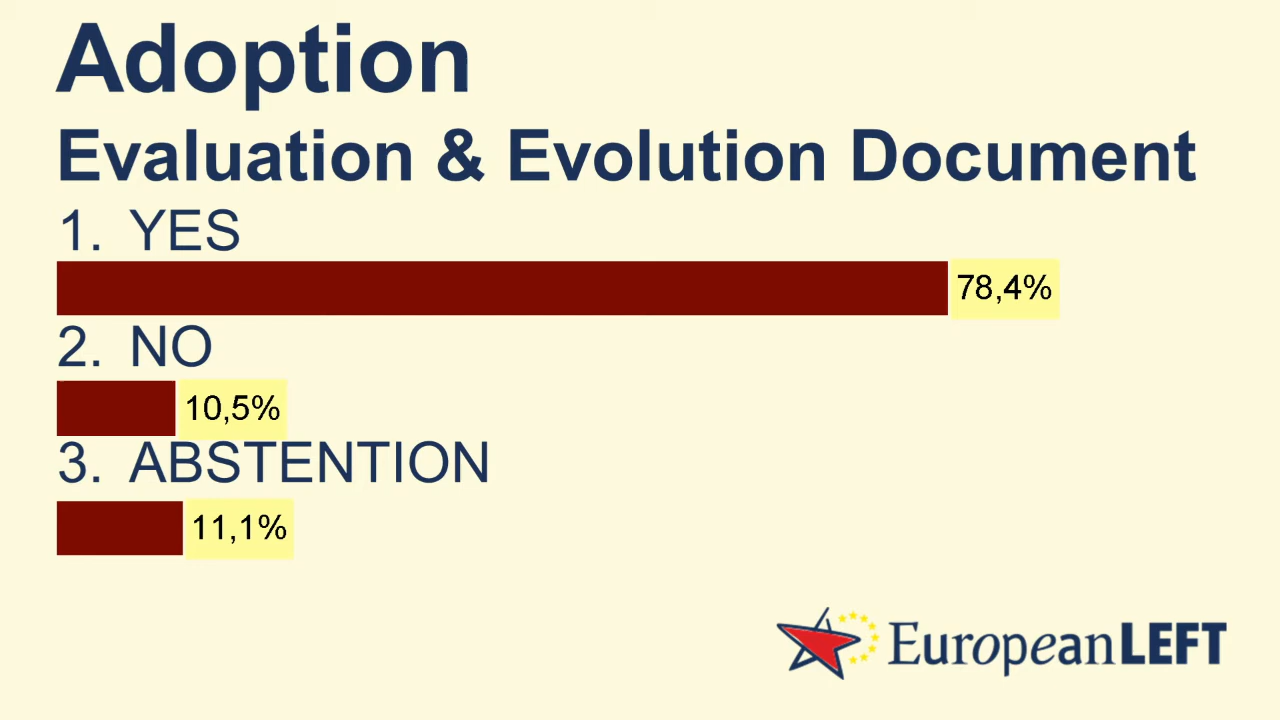 Adoption
Evaluation & Evolution Document
1. YES
78,4%
2. NO
10,5%
3. ABSTENTION
11,1%
EuropeanLEFT